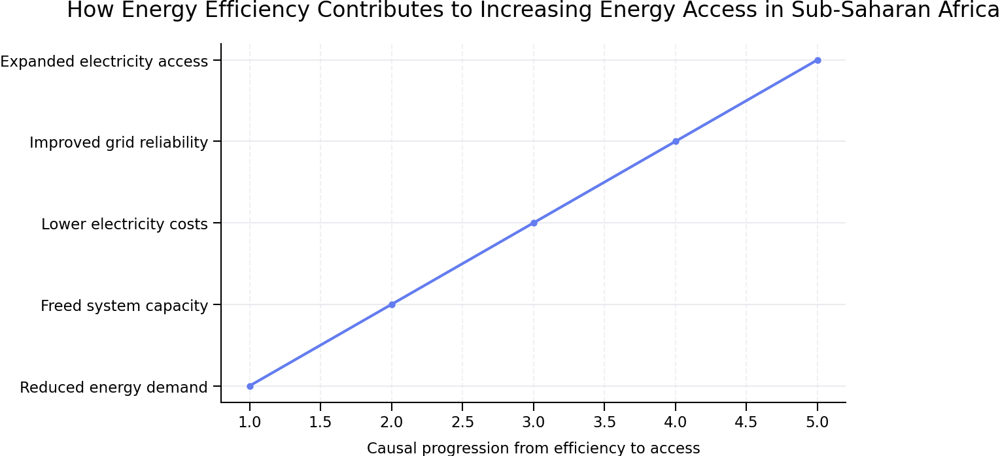 How Energy Efficiency Contributes to Increasing Energy Access in Sub-Saharan Africa
Expanded electricity access
Improved grid reliability
Lower electricity costs
Freed system capacity
Reduced energy demand
1.0 1.5 2.0 2.5 3.0 3.5 4.0 4.5 5.0
Causal progression from efficiency to access